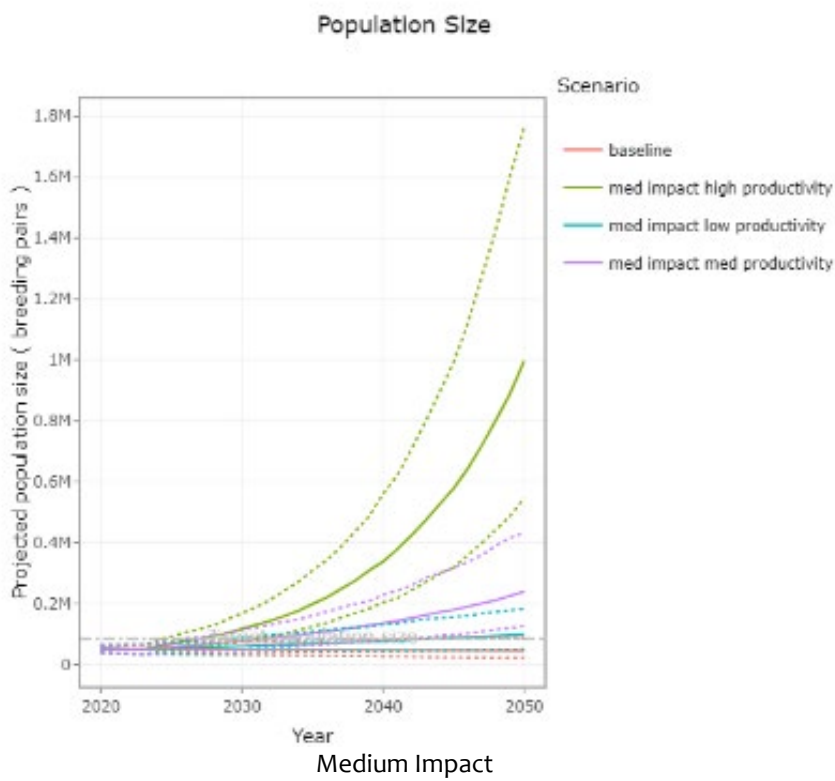 Population Size
Scenario
baseline
med impact high productivity
med impact low productivity
med impact med productivity
Projected population size ( breeding pairs )
1.8M
1.6M
1.4M
1.2M
1M
0.8M
0.6M
0.4M
0.2M
0
2020 2030 2040 2050
Year
Medium Impact